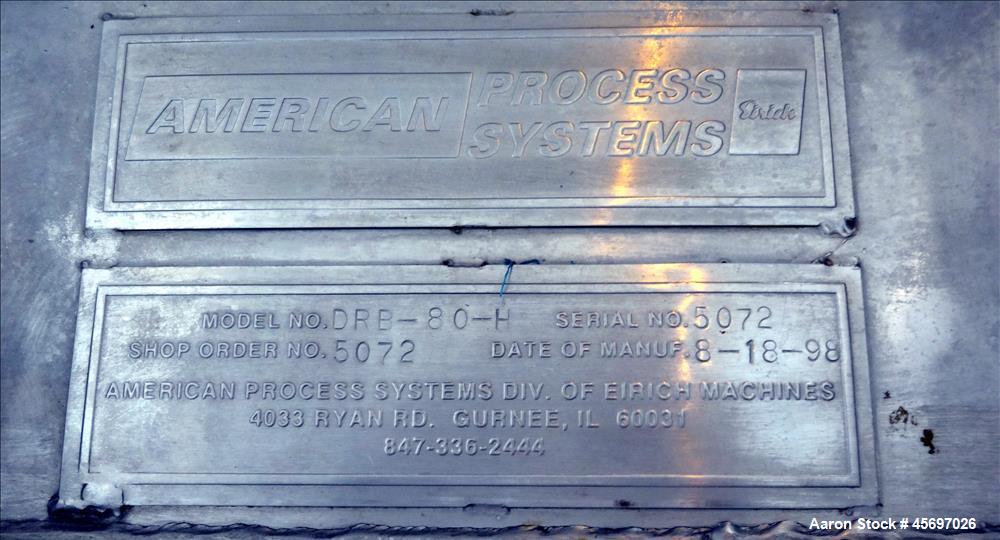 AMERICAN PROCESS SYSTEMS Eirich
MODEL NO. DRB-80-H SERIAL NO. 5072
SHOP ORDER NO. 5072 DATE OF MANUF. 8-18-98
AMERICAN PROCESS SYSTEMS DIV. OF EIRICH MACHINES
4033 RYAN RD. GURNEE, IL 60031
847-336-2444
Aaron Stock # 45697026